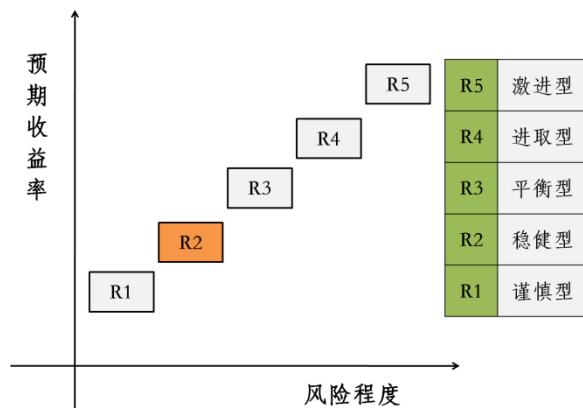 预期收益率
R5
R4
R3
R2
R1
风险程度
R5 激进型
R4 进取型
R3 平衡型
R2 稳健型
R1 谨慎型